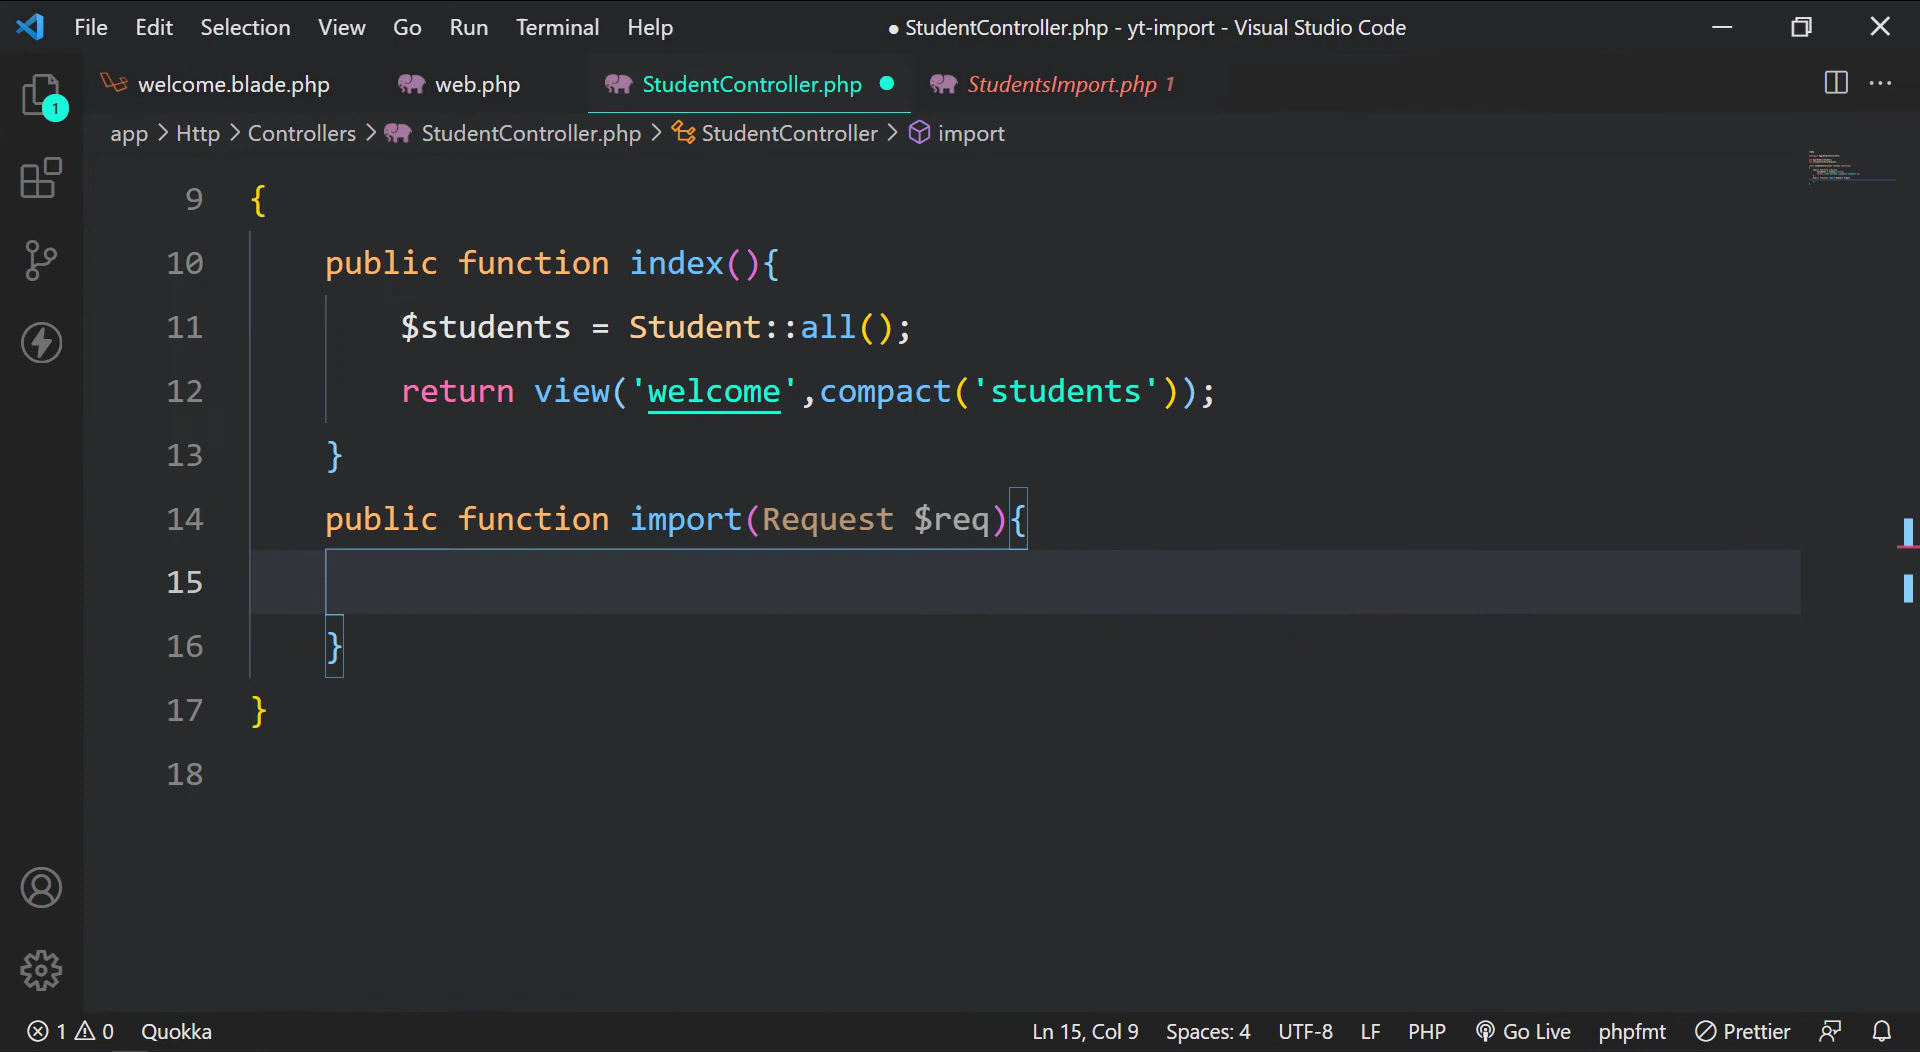 File Edit Selection View Go Run Terminal Help ● StudentController.php - yt-import - Visual Studio Code
welcome.blade.php web.php StudentController.php ● StudentsImport.php 1
1
app > Http > Controllers > StudentController.php > StudentController > import
9 {
10 public function index(){
11 $students = Student::all();
12 return view('welcome',compact('students'));
13 }
14 public function import(Request $req){
15
16 }
17 }
18
1 0 Quokka Ln 15, Col 9 Spaces: 4 UTF-8 LF PHP Go Live phpfmt Prettier